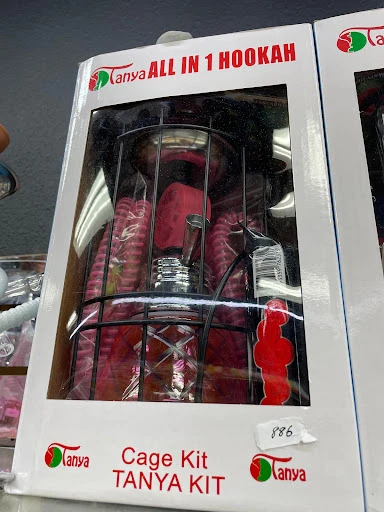 Tanya ALL IN 1 HOOKAH
886
Tanya
Cage Kit
TANYA KIT
Tanya